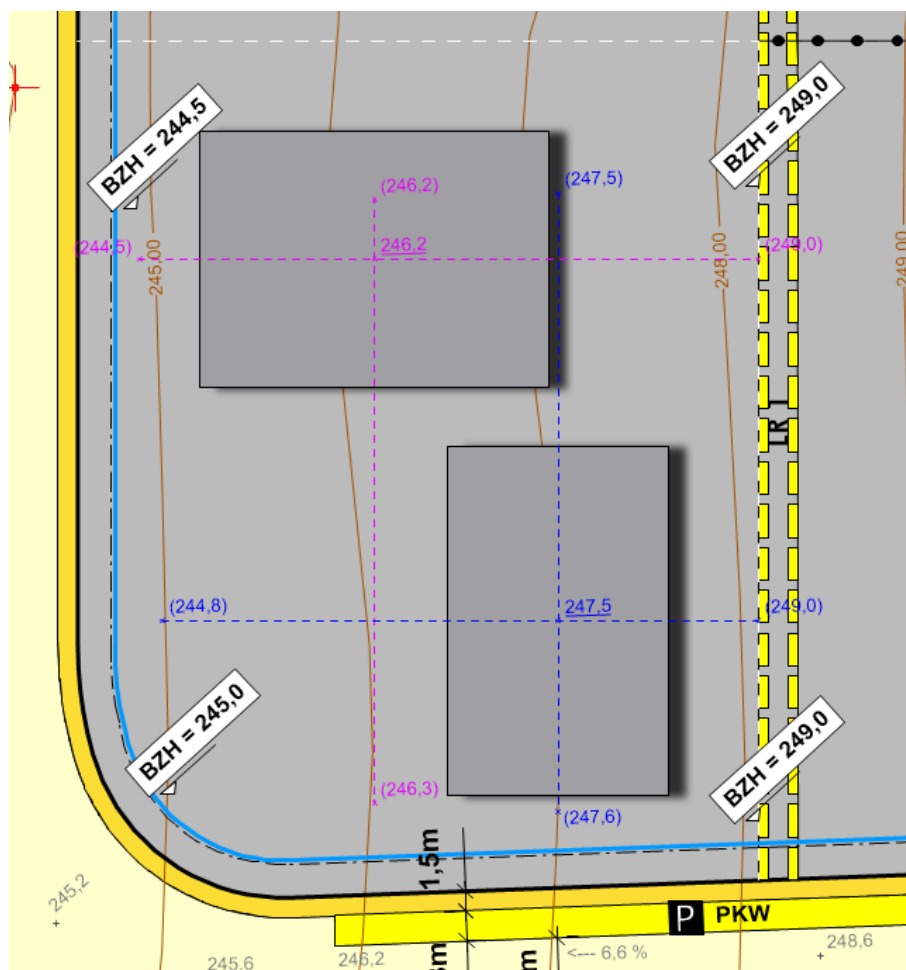 BZH = 244,5
BZH = 249,0
(246,2)
(247,5)
(244,5)
246,2
(249,0)
245,00
248,00
249,00
LR 1
(244,8)
247,5
(249,0)
BZH = 245,0
BZH = 249,0
(246,3)
(247,6)
1,5m
245,2
P PKW
<--- 6,6 %
248,6
246,2
245,6
m